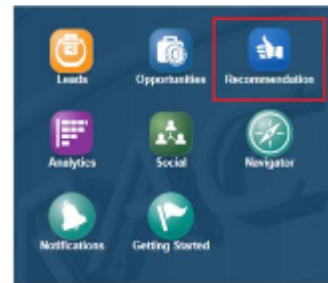 Leads Opportunities Recommendation
Analytics Social Navigator
Notifications Getting Started